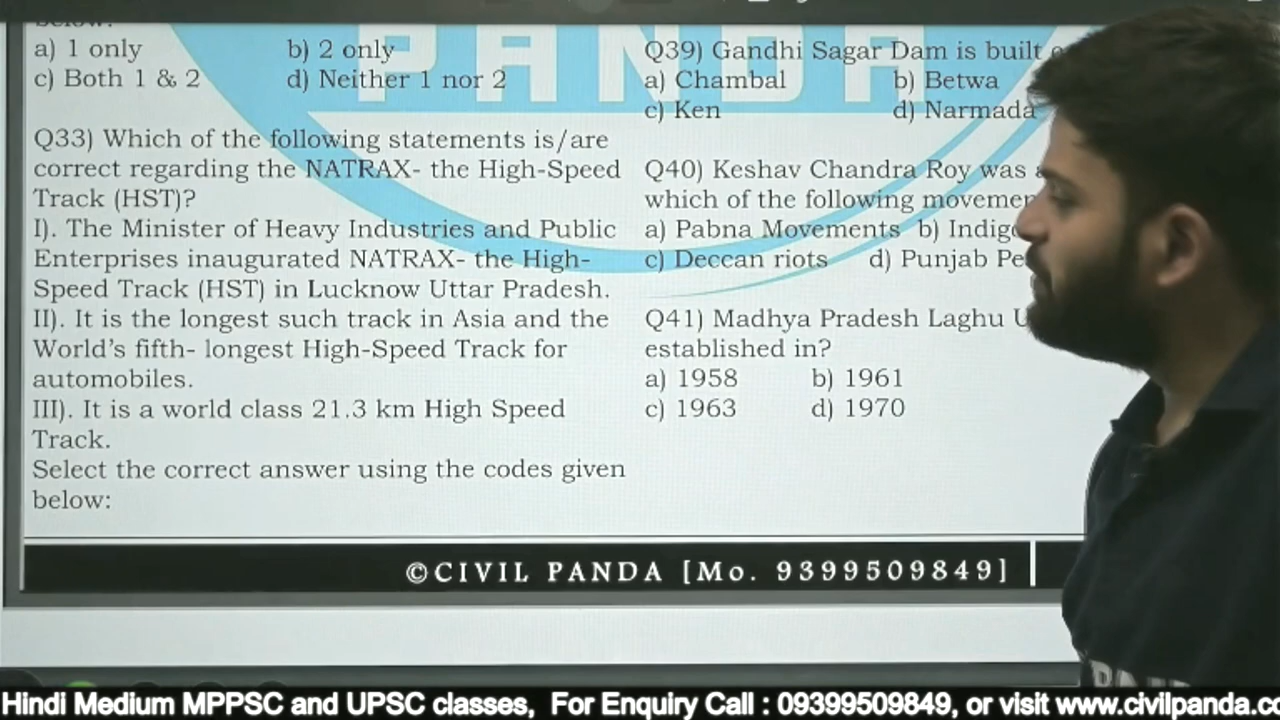 below:
a) 1 only b) 2 only
c) Both 1 & 2 d) Neither 1 nor 2
Q33) Which of the following statements is/are
correct regarding the NATRAX- the High-Speed
Track (HST)?
I). The Minister of Heavy Industries and Public
Enterprises inaugurated NATRAX- the High-
Speed Track (HST) in Lucknow Uttar Pradesh.
II). It is the longest such track in Asia and the
World's fifth- longest High-Speed Track for
automobiles.
III). It is a world class 21.3 km High Speed
Track.
Select the correct answer using the codes given
below:
PANDA
Q39) Gandhi Sagar Dam is built
a) Chambal b) Betwa
c) Ken d) Narmada
Q40) Keshav Chandra Roy was
which of the following
a) Pabna Movements b)
c) Deccan riots d) Punjab
Q41) Madhya Pradesh Laghu
established in?
a) 1958 b) 1961
c) 1963 d) 1970
©CIVIL PANDA [Mo. 9399509849]
Hindi Medium MPPSC and UPSC classes, For Enquiry Call : 09399509849, or visit www.civilpanda.co